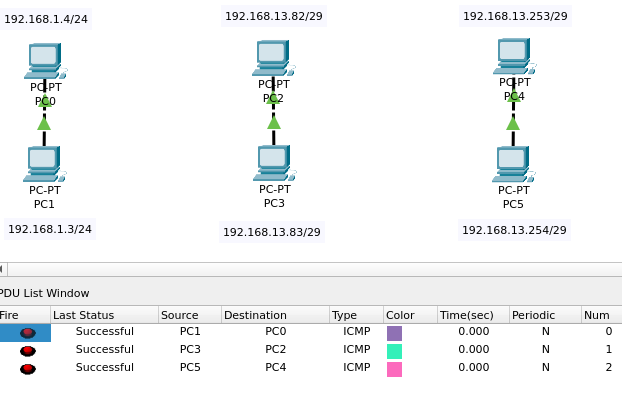 192.168.1.4/24
192.168.13.82/29
192.168.13.253/29
PC-PT
PC0
PC-PT
PC2
PC-PT
PC4
PC-PT
PC1
PC-PT
PC3
PC-PT
PC5
192.168.1.3/24
192.168.13.83/29
192.168.13.254/29
PDU List Window
Fire Last Status Source Destination Type Color Time(sec) Periodic Num
Successful PC1 PC0 ICMP 0.000 N 0
Successful PC3 PC2 ICMP 0.000 N 1
Successful PC5 PC4 ICMP 0.000 N 2